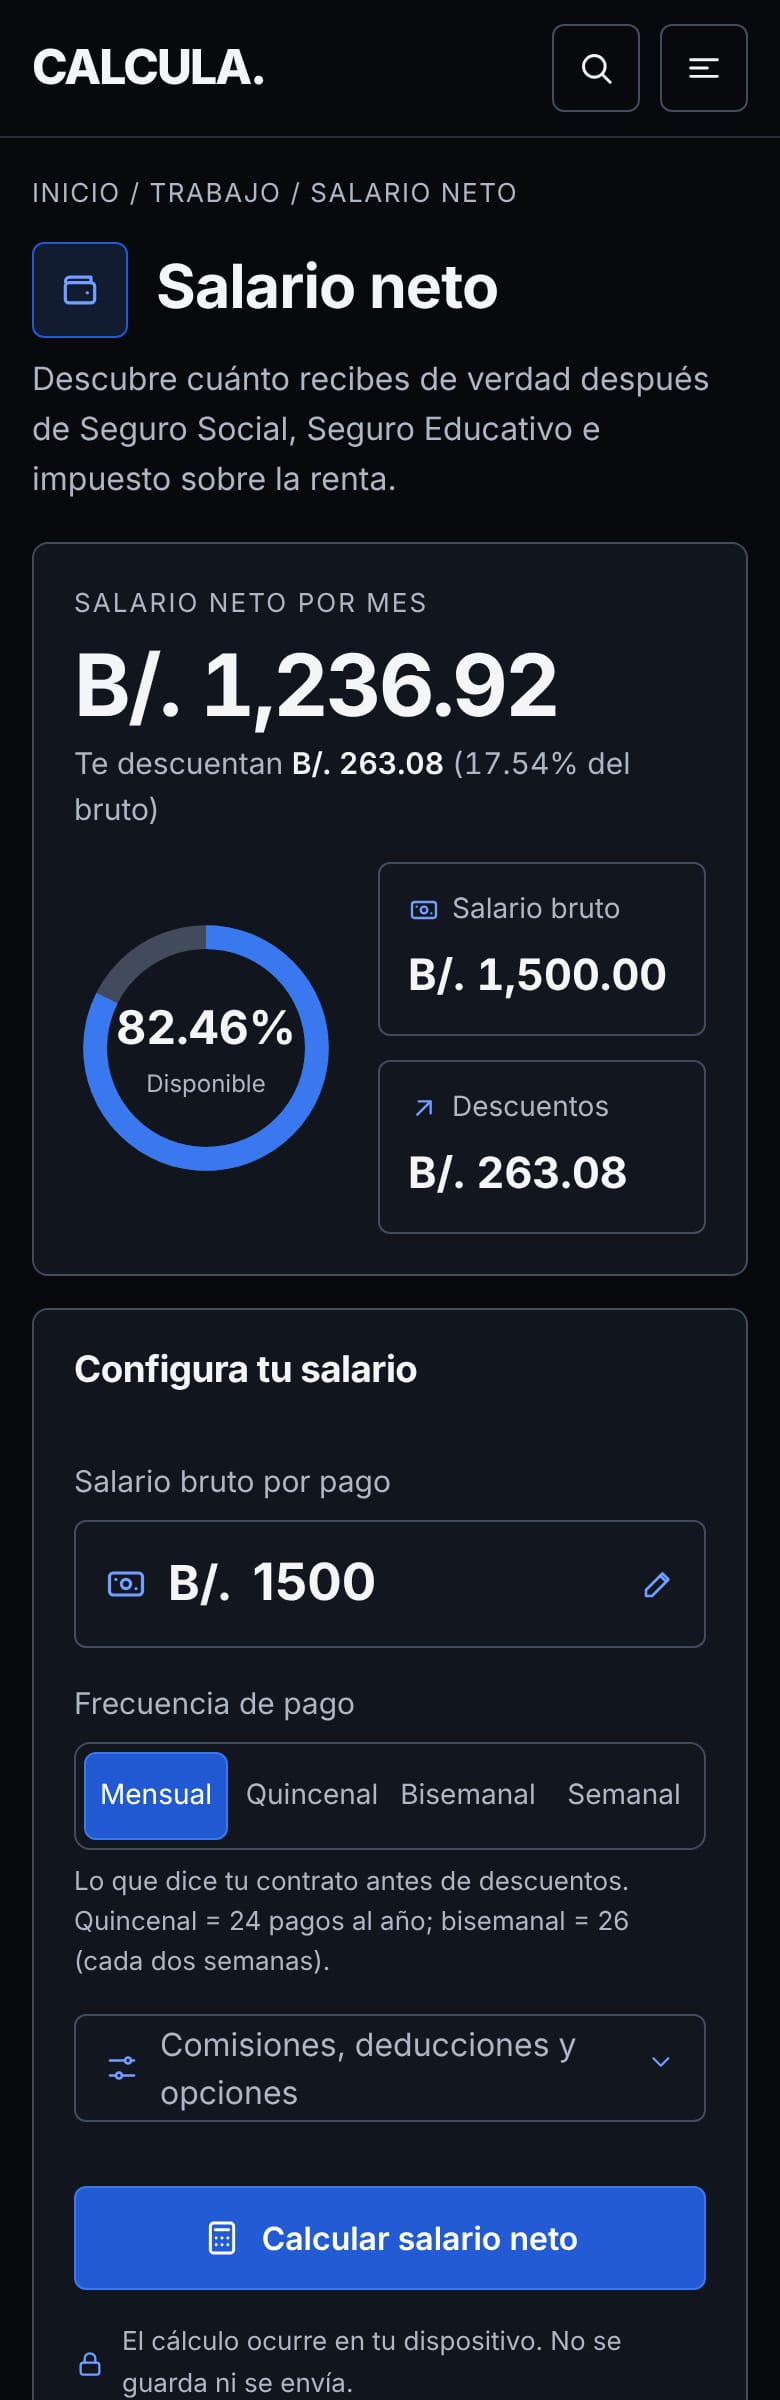 CALCULA.
INICIO / TRABAJO / SALARIO NETO
Salario neto
Descubre cuánto recibes de verdad después
de Seguro Social, Seguro Educativo e
impuesto sobre la renta.
SALARIO NETO POR MES
B/. 1,236.92
Te descuentan B/. 263.08 (17.54% del
bruto)
82.46%
Disponible
Salario bruto
B/. 1,500.00
Descuentos
B/. 263.08
Configura tu salario
Salario bruto por pago
B/. 1500
Frecuencia de pago
Mensual Quincenal Bisemanal Semanal
Lo que dice tu contrato antes de descuentos.
Quincenal = 24 pagos al año; bisemanal = 26
(cada dos semanas).
Comisiones, deducciones y
opciones
Calcular salario neto
El cálculo ocurre en tu dispositivo. No se
guarda ni se envía.